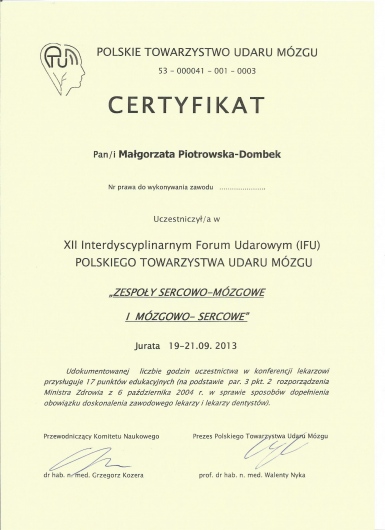 PTUM
POLSKIE TOWARZYSTWO UDARU MÓZGU
53 – 000041 – 001 – 0003
CERTYFIKAT
Pan/i Małgorzata Piotrowska-Dombek
Nr prawa do wykonywania zawodu ......................
Uczestniczył/a w
XII Interdyscyplinarnym Forum Udarowym (IFU)
POLSKIEGO TOWARZYSTWA UDARU MÓZGU
„ZESPOŁY SERCOWO–MÓZGOWE
I MÓZGOWO- SERCOWE"
Jurata 19-21.09. 2013
Udokumentowanej liczbie godzin uczestnictwa w konferencji lekarzowi
przysługuje 17 punktów edukacyjnych (na podstawie par. 3 pkt. 2 rozporządzenia
Ministra Zdrowia z 6 października 2004 r. w sprawie sposobów dopełnienia
obowiązku doskonalenia zawodowego lekarzy i lekarzy dentystów).
Przewodniczący Komitetu Naukowego Prezes Polskiego Towarzystwa Udaru Mózgu
dr hab. n. med. Grzegorz Kozera prof. dr hab. n. med. Walenty Nyka